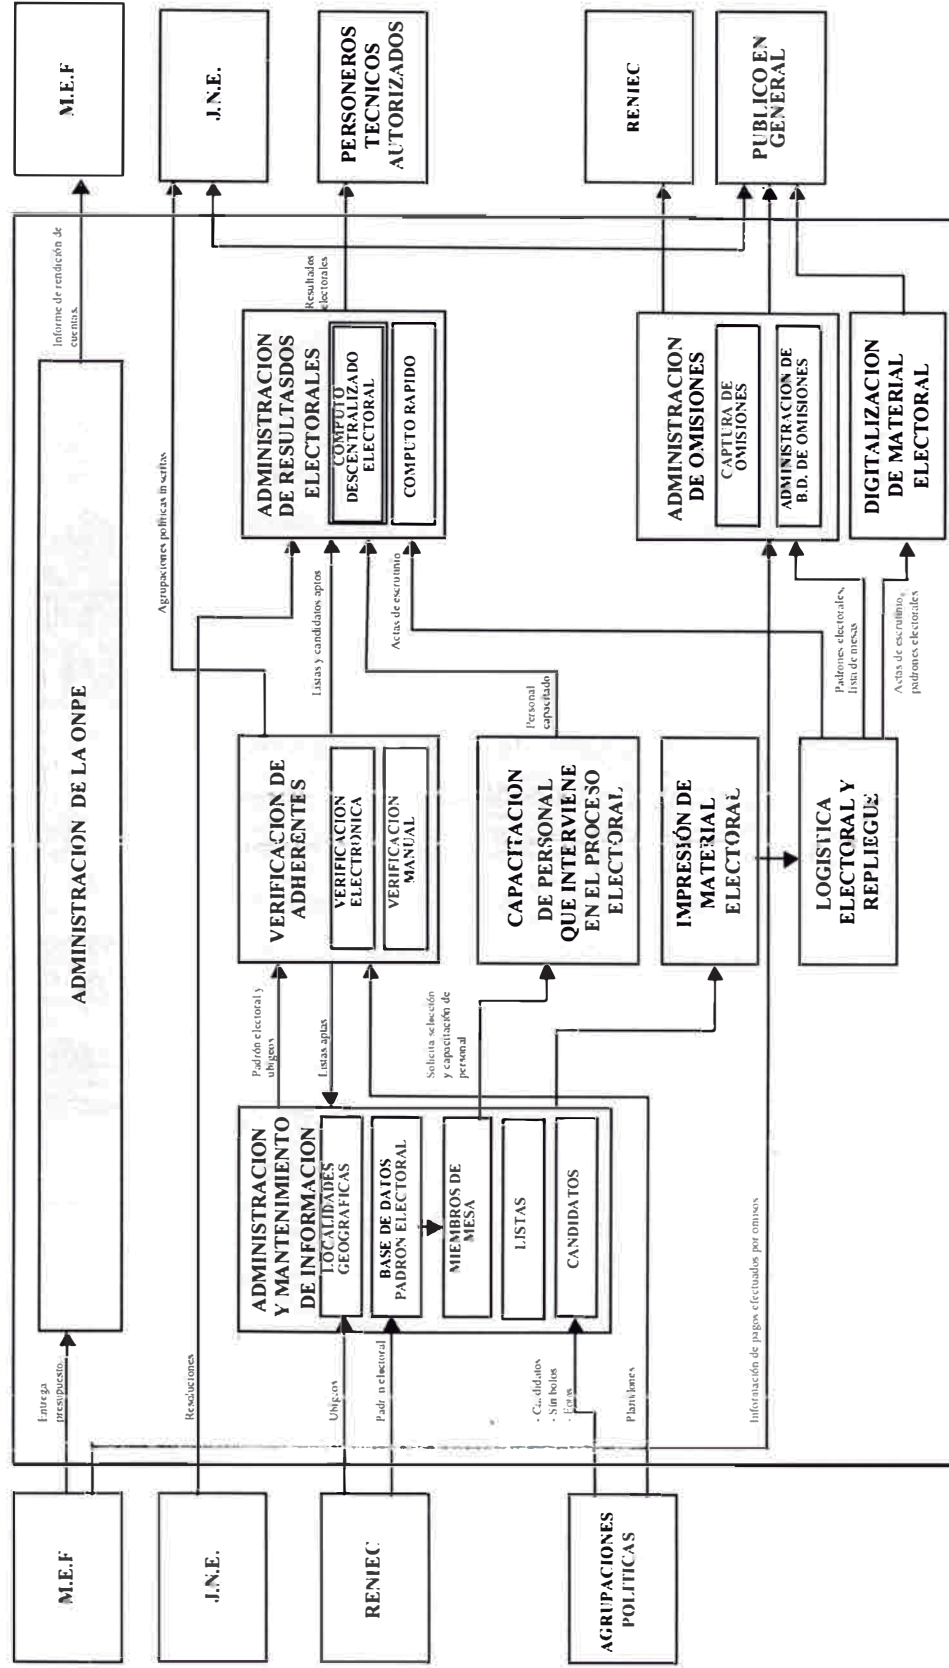 M.E.F
J.N.E.
RENIEC
AGRUPACIONES
POLITICAS
Entrega
presupuesto
Resoluciones
Ubigeos
Padrón electoral
- Candidatos
- Símbolos
- Fotos
Planillones
Información de pagos efectuados por omisos
ADMINISTRACION DE LA ONPE
ADMINISTRACION
Y MANTENIMIENTO
DE INFORMACION
LOCALIDADES
GEOGRAFICAS
BASE DE DATOS
PADRON ELECTORAL
MIEMBROS DE
MESA
LISTAS
CANDIDATOS
Padrón electoral y
ubigeos
Listas aptas
Solicita selección
y capacitación de
personal
VERIFICACION DE
ADHERENTES
VERIFICACION
ELECTRONICA
VERIFICACION
MANUAL
CAPACITACION
DE PERSONAL
QUE INTERVIENE
EN EL PROCESO
ELECTORAL
IMPRESIÓN DE
MATERIAL
ELECTORAL
LOGISTICA
ELECTORAL Y
REPLIEGUE
Agrupaciones políticas inscritas
Listas y candidatos aptos
Actas de escrutinio
Personal
capacitado
Padrones electorales,
lista de mesas
Actas de escrutinio,
padrones electorales
ADMINISTRACION
DE RESULTASDOS
ELECTORALES
COMPUTO
DESCENTRALIZADO
ELECTORAL
COMPUTO RAPIDO
ADMINISTRACION
DE OMISIONES
CAPTURA DE
OMISIONES
ADMINISTRACION DE
B.D. DE OMISIONES
DIGITALIZACION
DE MATERIAL
ELECTORAL
Informe de rendición de
cuentas.
Resultados
electorales
M.E.F
J.N.E.
PERSONEROS
TECNICOS
AUTORIZADOS
RENIEC
PUBLICO EN
GENERAL